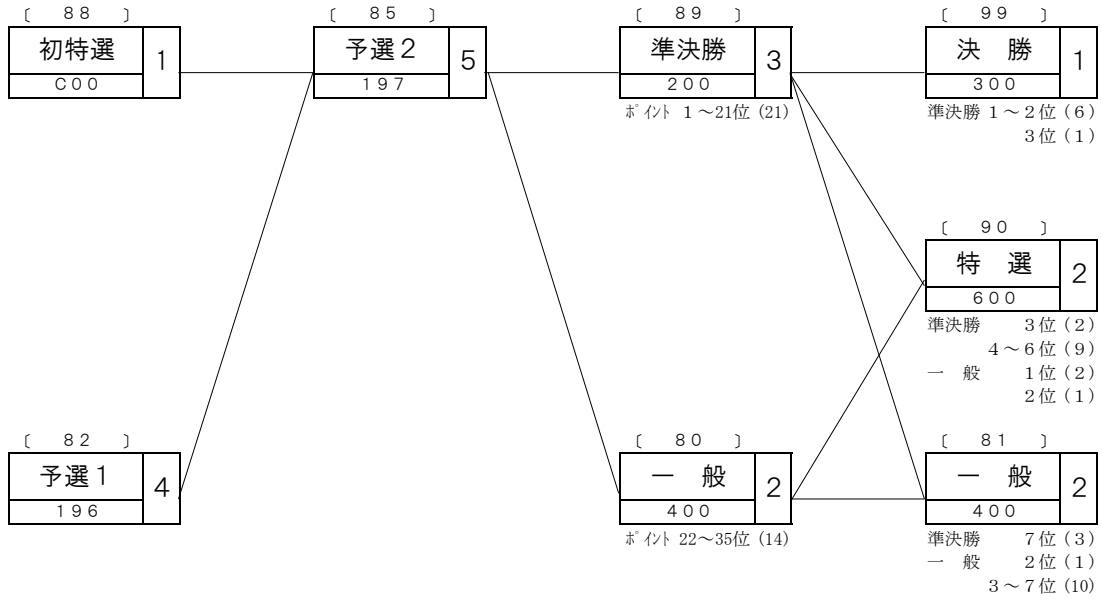 〔 88 〕
初特選 1
C00
〔 85 〕
予選2 5
197
〔 89 〕
準決勝 3
200
ﾎﾟｲﾝﾄ 1～21位 (21)
〔 99 〕
決 勝 1
300
準決勝 1～2位 (6)
3位 (1)
〔 90 〕
特 選 2
600
準決勝 3位 (2)
4～6位 (9)
一 般 1位 (2)
2位 (1)
〔 82 〕
予選1 4
196
〔 80 〕
一 般 2
400
ﾎﾟｲﾝﾄ 22～35位 (14)
〔 81 〕
一 般 2
400
準決勝 7位 (3)
一 般 2位 (1)
3～7位 (10)